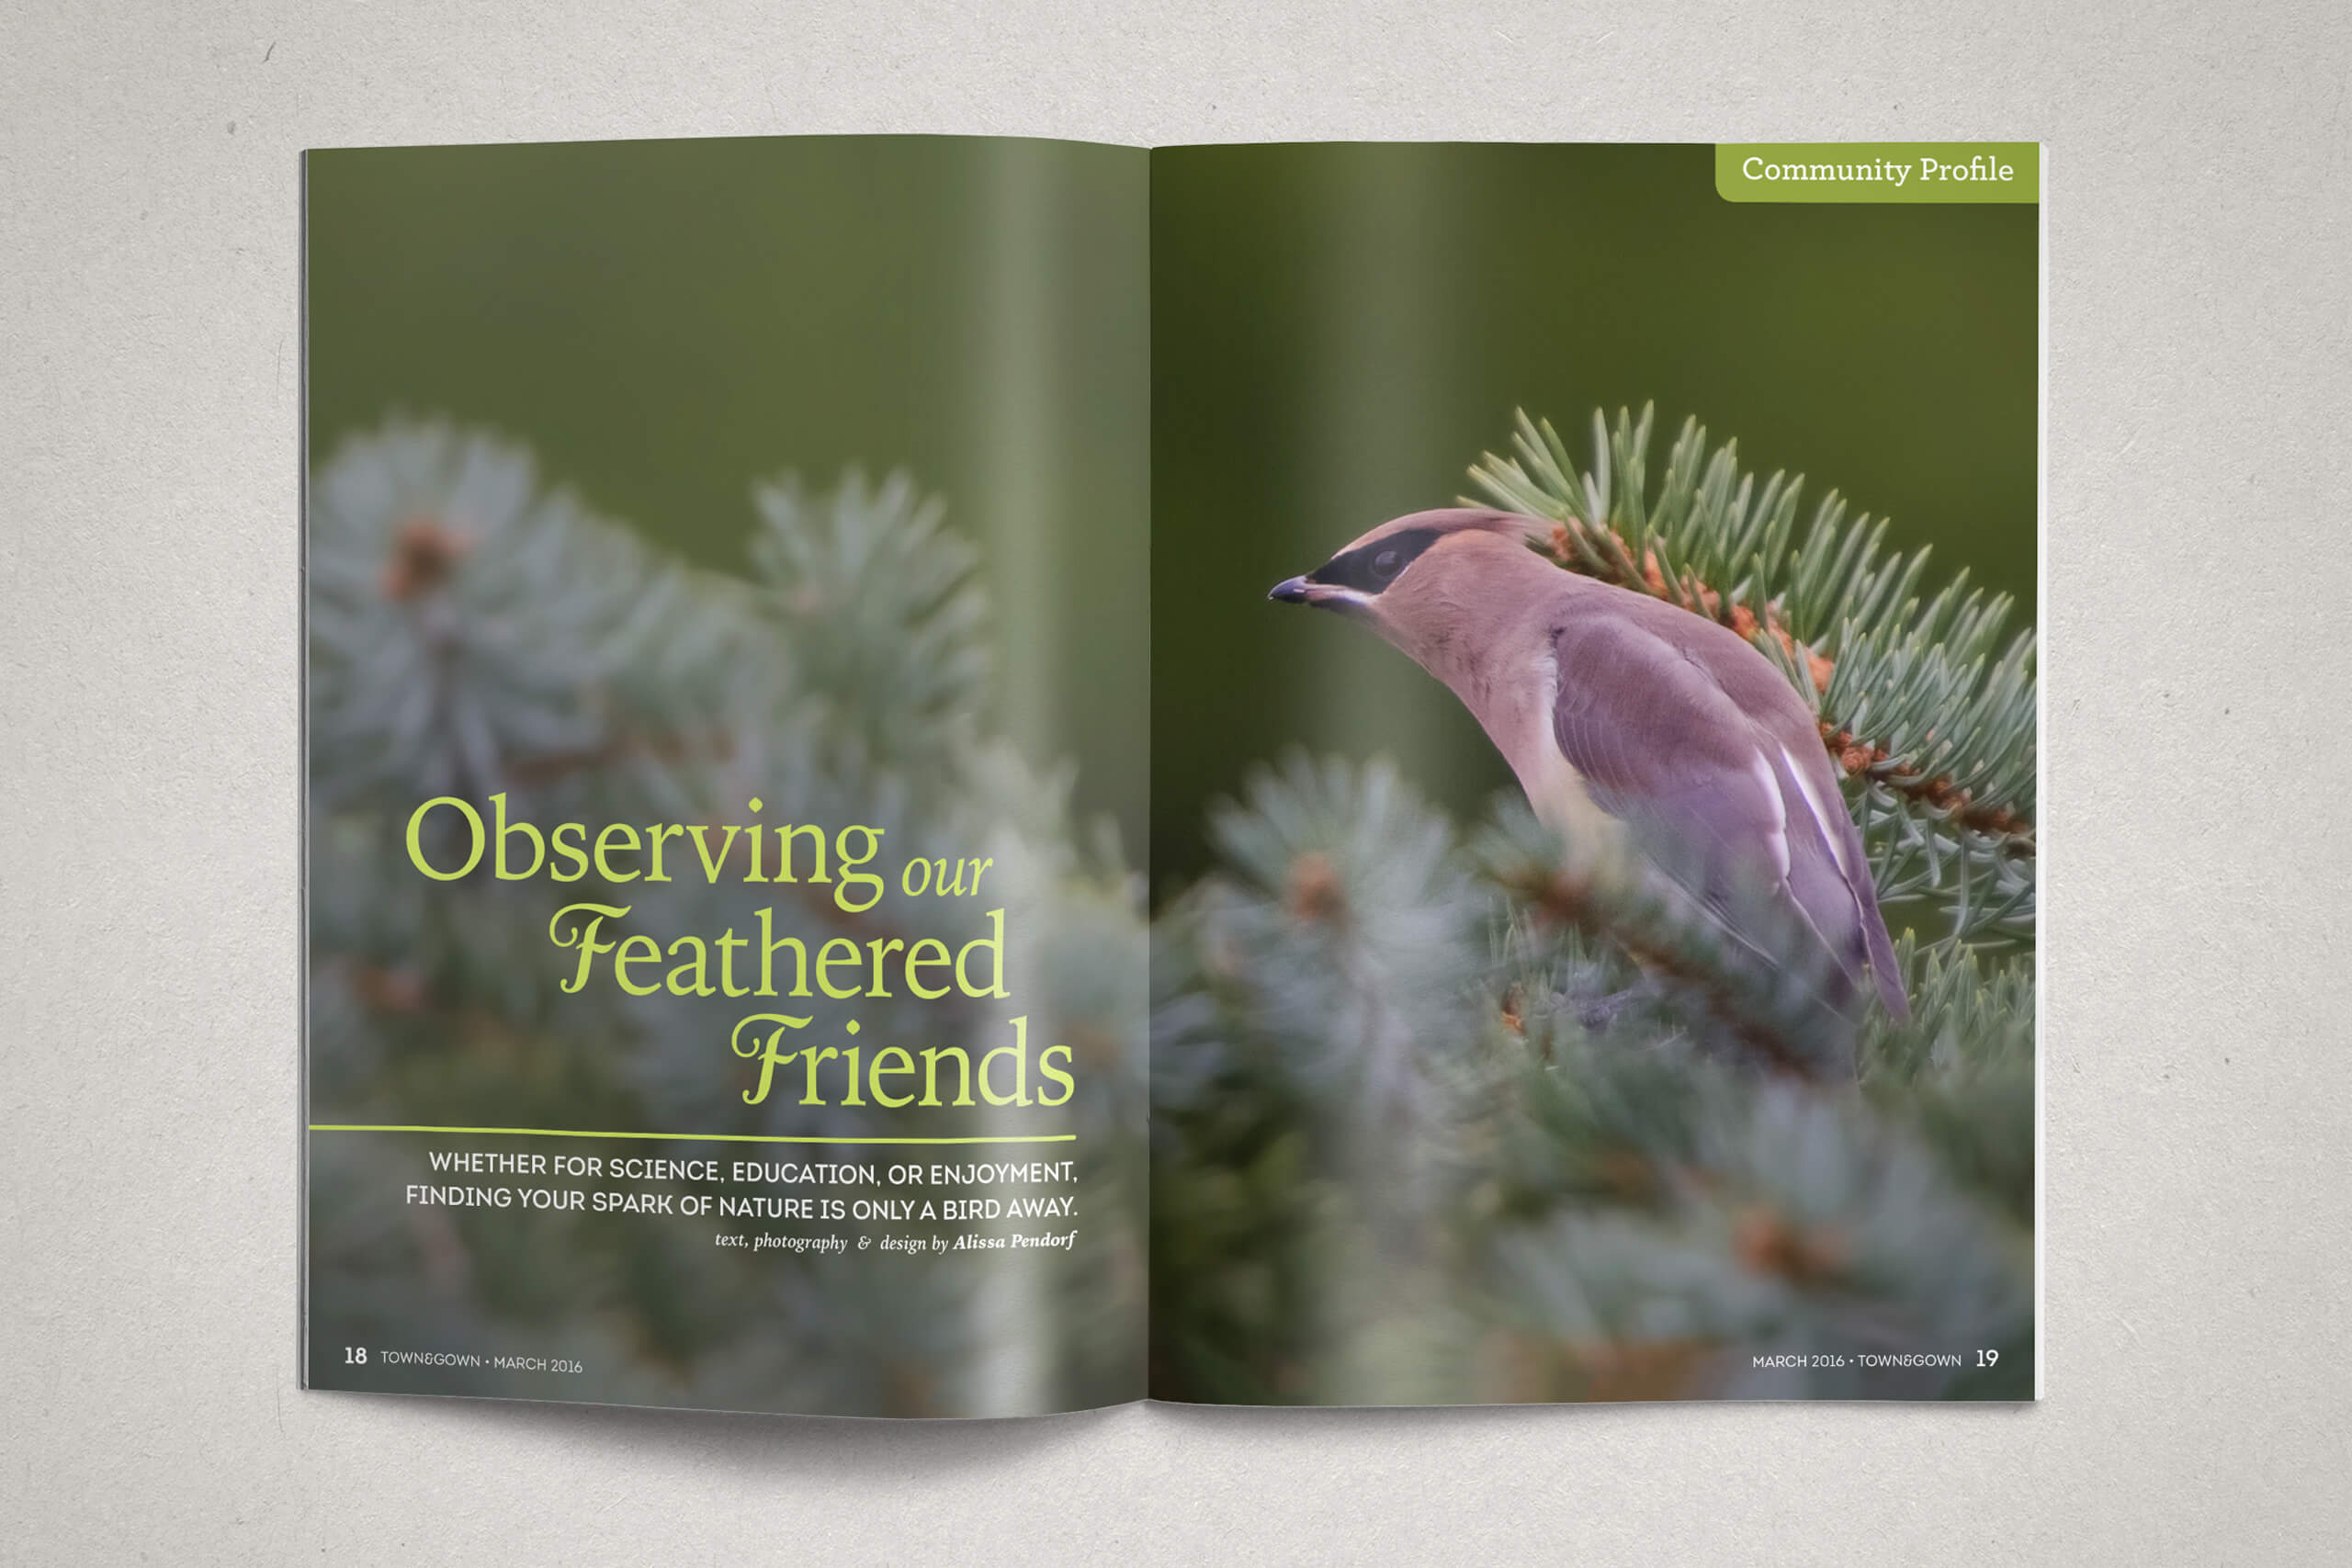 Community Profile
Observing our
Feathered
Friends
WHETHER FOR SCIENCE, EDUCATION, OR ENJOYMENT,
FINDING YOUR SPARK OF NATURE IS ONLY A BIRD AWAY.
text, photography & design by Alissa Pendorf
18 TOWN&GOWN • MARCH 2016
MARCH 2016 • TOWN&GOWN 19